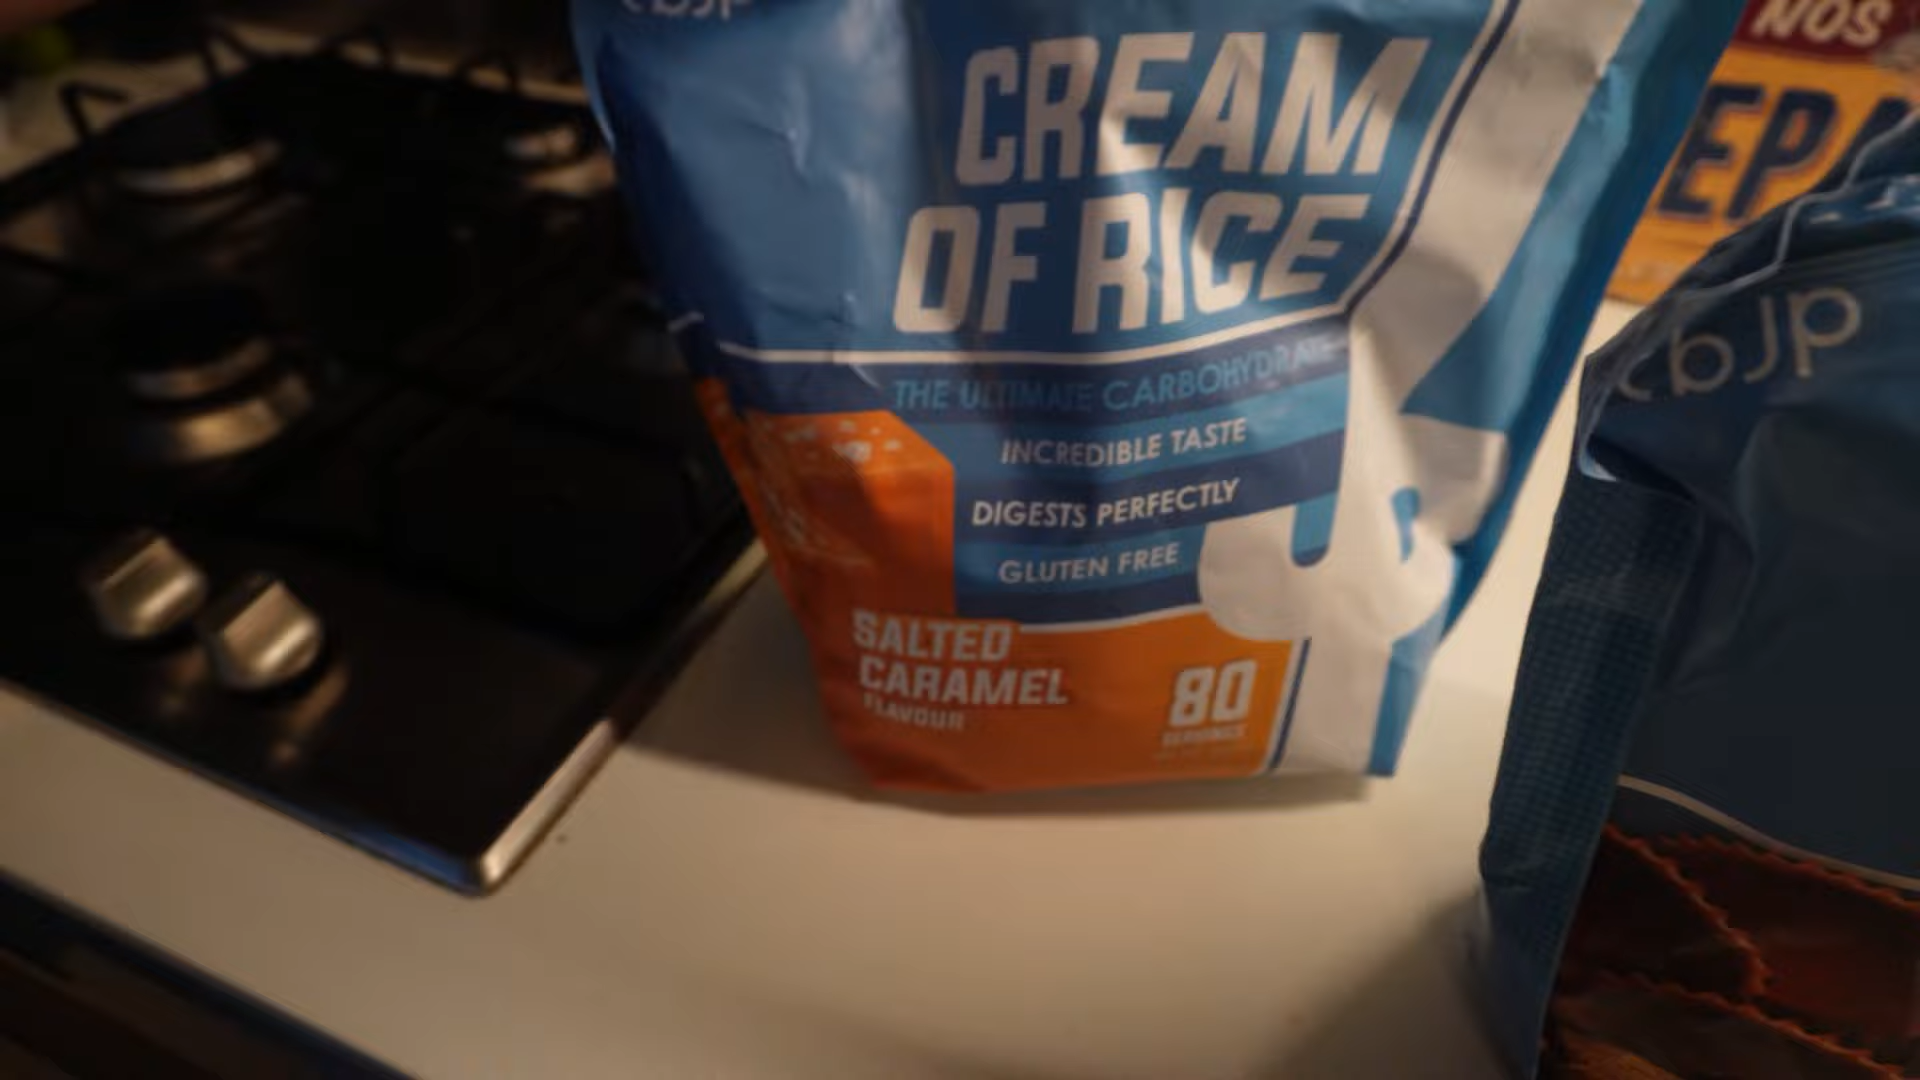 CREAM
OF RICE
THE ULTIMATE CARBOHYDRATE
INCREDIBLE TASTE
DIGESTS PERFECTLY
GLUTEN FREE
SALTED
CARAMEL
FLAVOUR
80
SERVINGS
NOS
EPA
cbJp